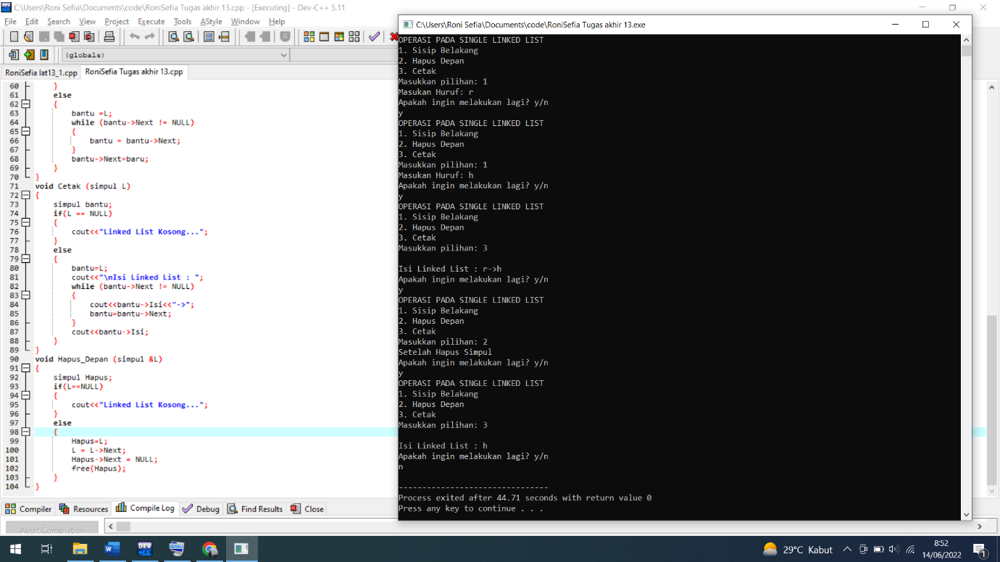 C:\Users\Roni Sefia\Documents\code\RoniSefia Tugas akhir 13.cpp - [Executing] - Dev-C++ 5.11
File Edit Search View Project Execute Tools AStyle Window Help
(globals)
RoniSefia lat13_1.cpp RoniSefia Tugas akhir 13.cpp
60 }
61 else
62 {
63 bantu =L;
64 while (bantu->Next != NULL)
65 {
66 bantu = bantu->Next;
67 }
68 bantu->Next=baru;
69 }
70 }
71 void Cetak (simpul L)
72 {
73 simpul bantu;
74 if(L == NULL)
75 {
76 cout<<"Linked List Kosong...";
77 }
78 else
79 {
80 bantu=L;
81 cout<<"\nIsi Linked List : ";
82 while (bantu->Next != NULL)
83 {
84 cout<<bantu->Isi<<"->";
85 bantu=bantu->Next;
86 }
87 cout<<bantu->Isi;
88 }
89 }
90 void Hapus_Depan (simpul &L)
91 {
92 simpul Hapus;
93 if(L==NULL)
94 {
95 cout<<"Linked List Kosong...";
96 }
97 else
98 {
99 Hapus=L;
100 L = L->Next;
101 Hapus->Next = NULL;
102 free(Hapus);
103 }
104 }
Compiler Resources Compile Log Debug Find Results Close
Abort Compilation
C:\Users\Roni Sefia\Documents\code\RoniSefia Tugas akhir 13.exe
OPERASI PADA SINGLE LINKED LIST
1. Sisip Belakang
2. Hapus Depan
3. Cetak
Masukkan pilihan: 1
Masukan Huruf: r
Apakah ingin melakukan lagi? y/n
y
OPERASI PADA SINGLE LINKED LIST
1. Sisip Belakang
2. Hapus Depan
3. Cetak
Masukkan pilihan: 1
Masukan Huruf: h
Apakah ingin melakukan lagi? y/n
y
OPERASI PADA SINGLE LINKED LIST
1. Sisip Belakang
2. Hapus Depan
3. Cetak
Masukkan pilihan: 3
Isi Linked List : r->h
Apakah ingin melakukan lagi? y/n
y
OPERASI PADA SINGLE LINKED LIST
1. Sisip Belakang
2. Hapus Depan
3. Cetak
Masukkan pilihan: 2
Setelah Hapus Simpul
Apakah ingin melakukan lagi? y/n
y
OPERASI PADA SINGLE LINKED LIST
1. Sisip Belakang
2. Hapus Depan
3. Cetak
Masukkan pilihan: 3
Isi Linked List : h
Apakah ingin melakukan lagi? y/n
n
--------------------------------
Process exited after 44.71 seconds with return value 0
Press any key to continue . . .
29°C Kabut
8:52
14/06/2022
1